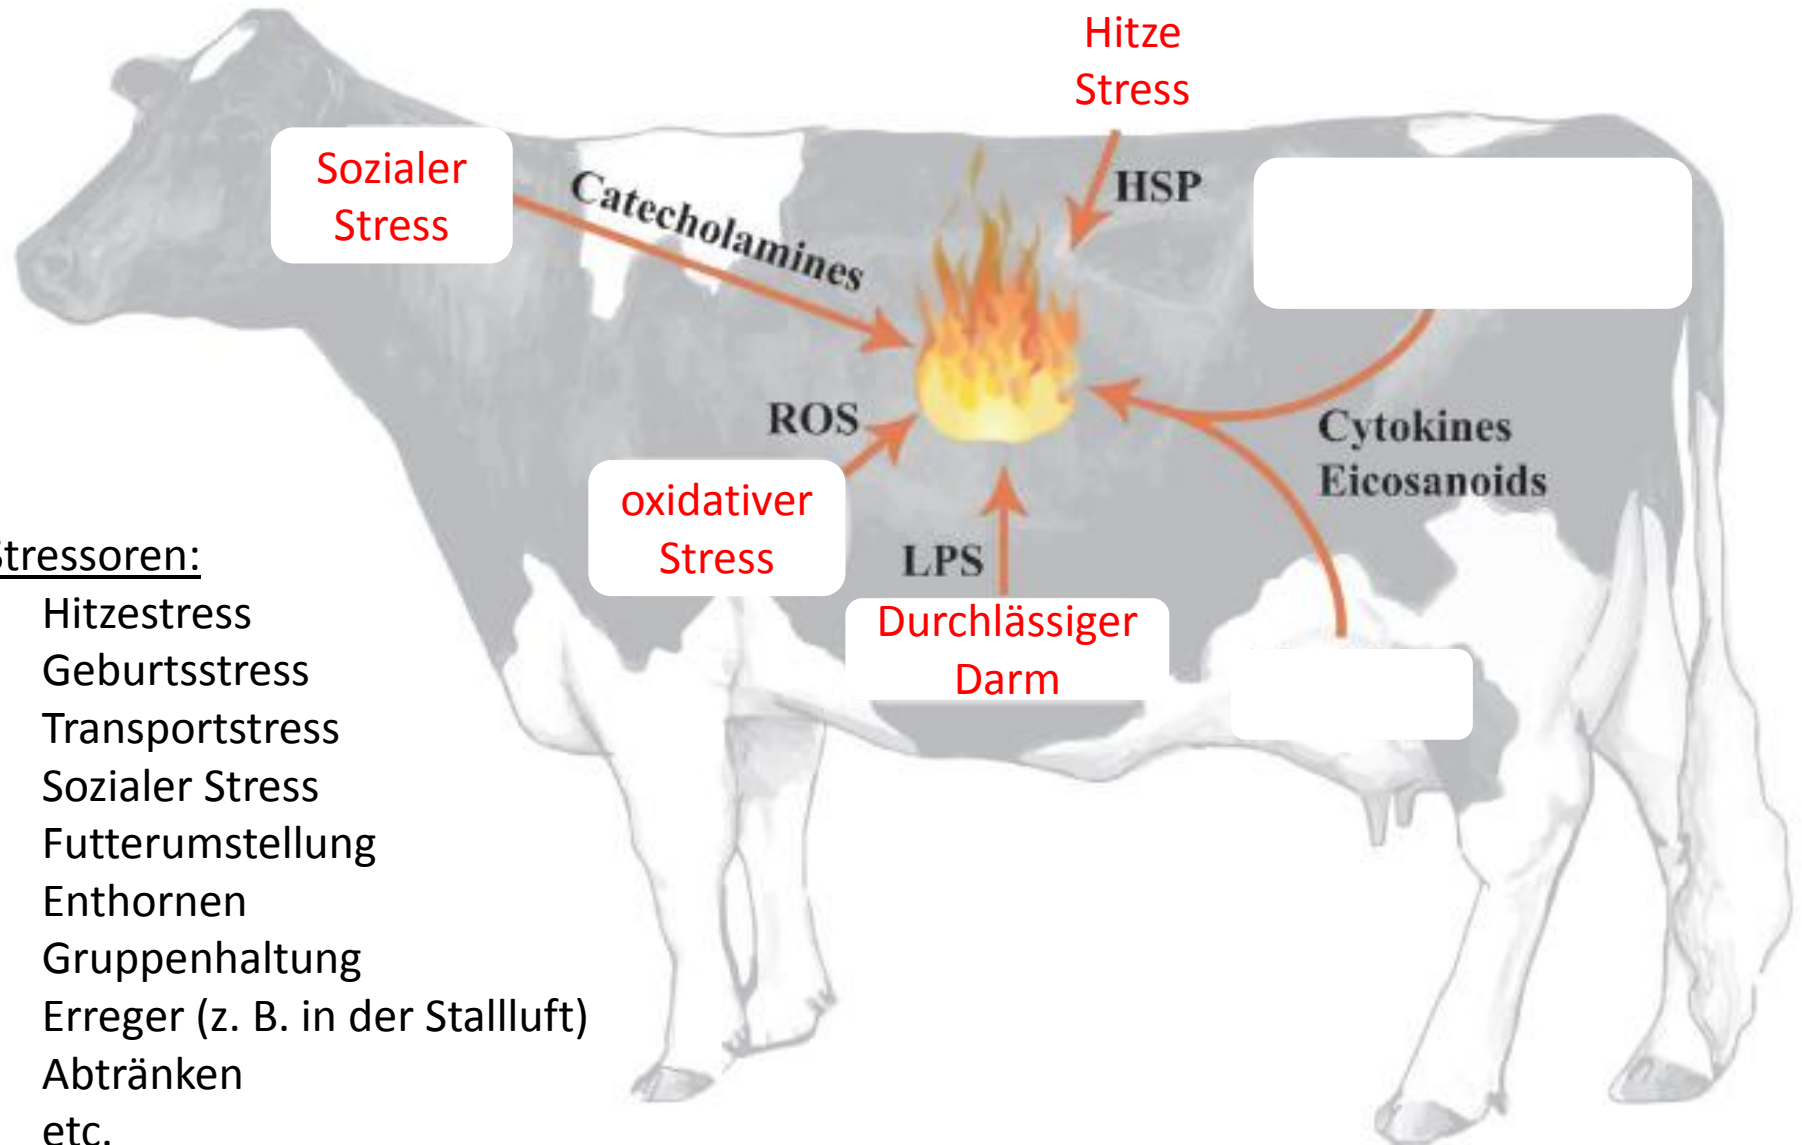 Hitze
Stress
Sozialer
Stress
Catecholamines
HSP
ROS
Cytokines
Eicosanoids
oxidativer
Stress
LPS
Durchlässiger
Darm
Stressoren:
Hitzestress
Geburtsstress
Transportstress
Sozialer Stress
Futterumstellung
Enthornen
Gruppenhaltung
Erreger (z. B. in der Stallluft)
Abtränken
etc.